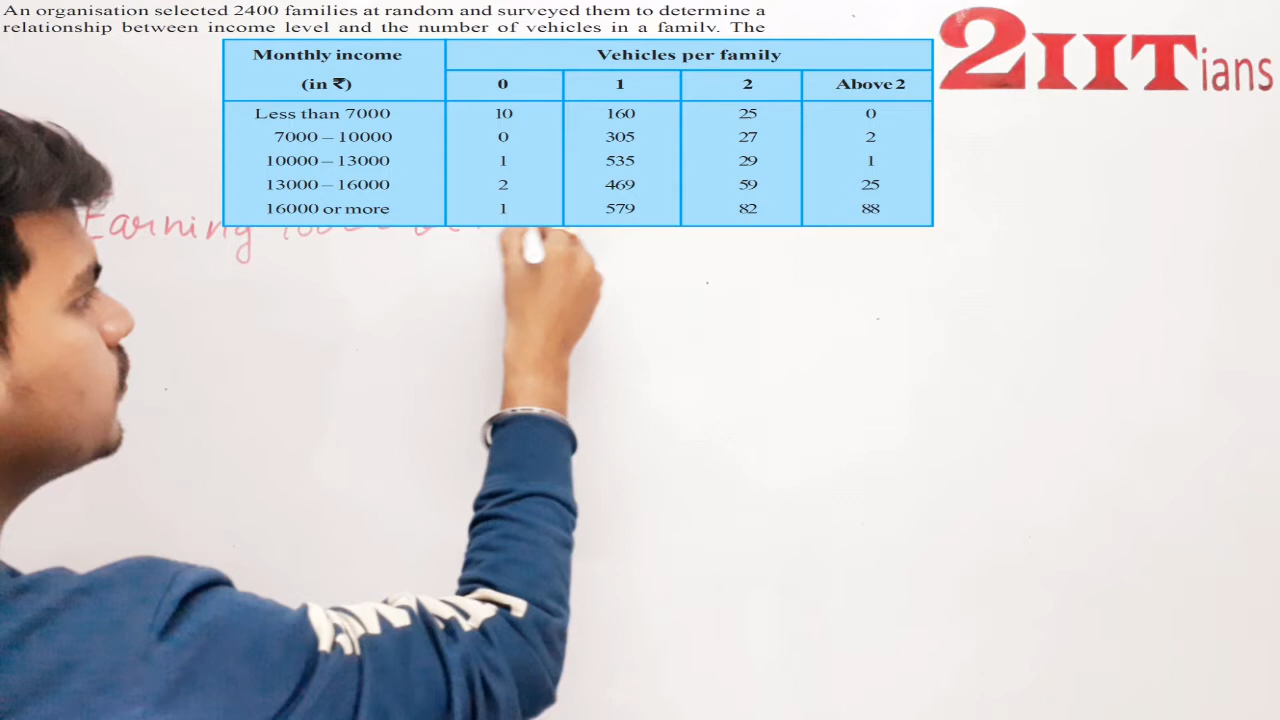 An organisation selected 2400 families at random and surveyed them to determine a
relationship between income level and the number of vehicles in a family. The
2IITians
Monthly income (in ₹) Vehicles per family
0 1 2 Above 2
Less than 7000 10 160 25 0
7000 – 10000 0 305 27 2
10000 – 13000 1 535 29 1
13000 – 16000 2 469 59 25
16000 or more 1 579 82 88
Earning